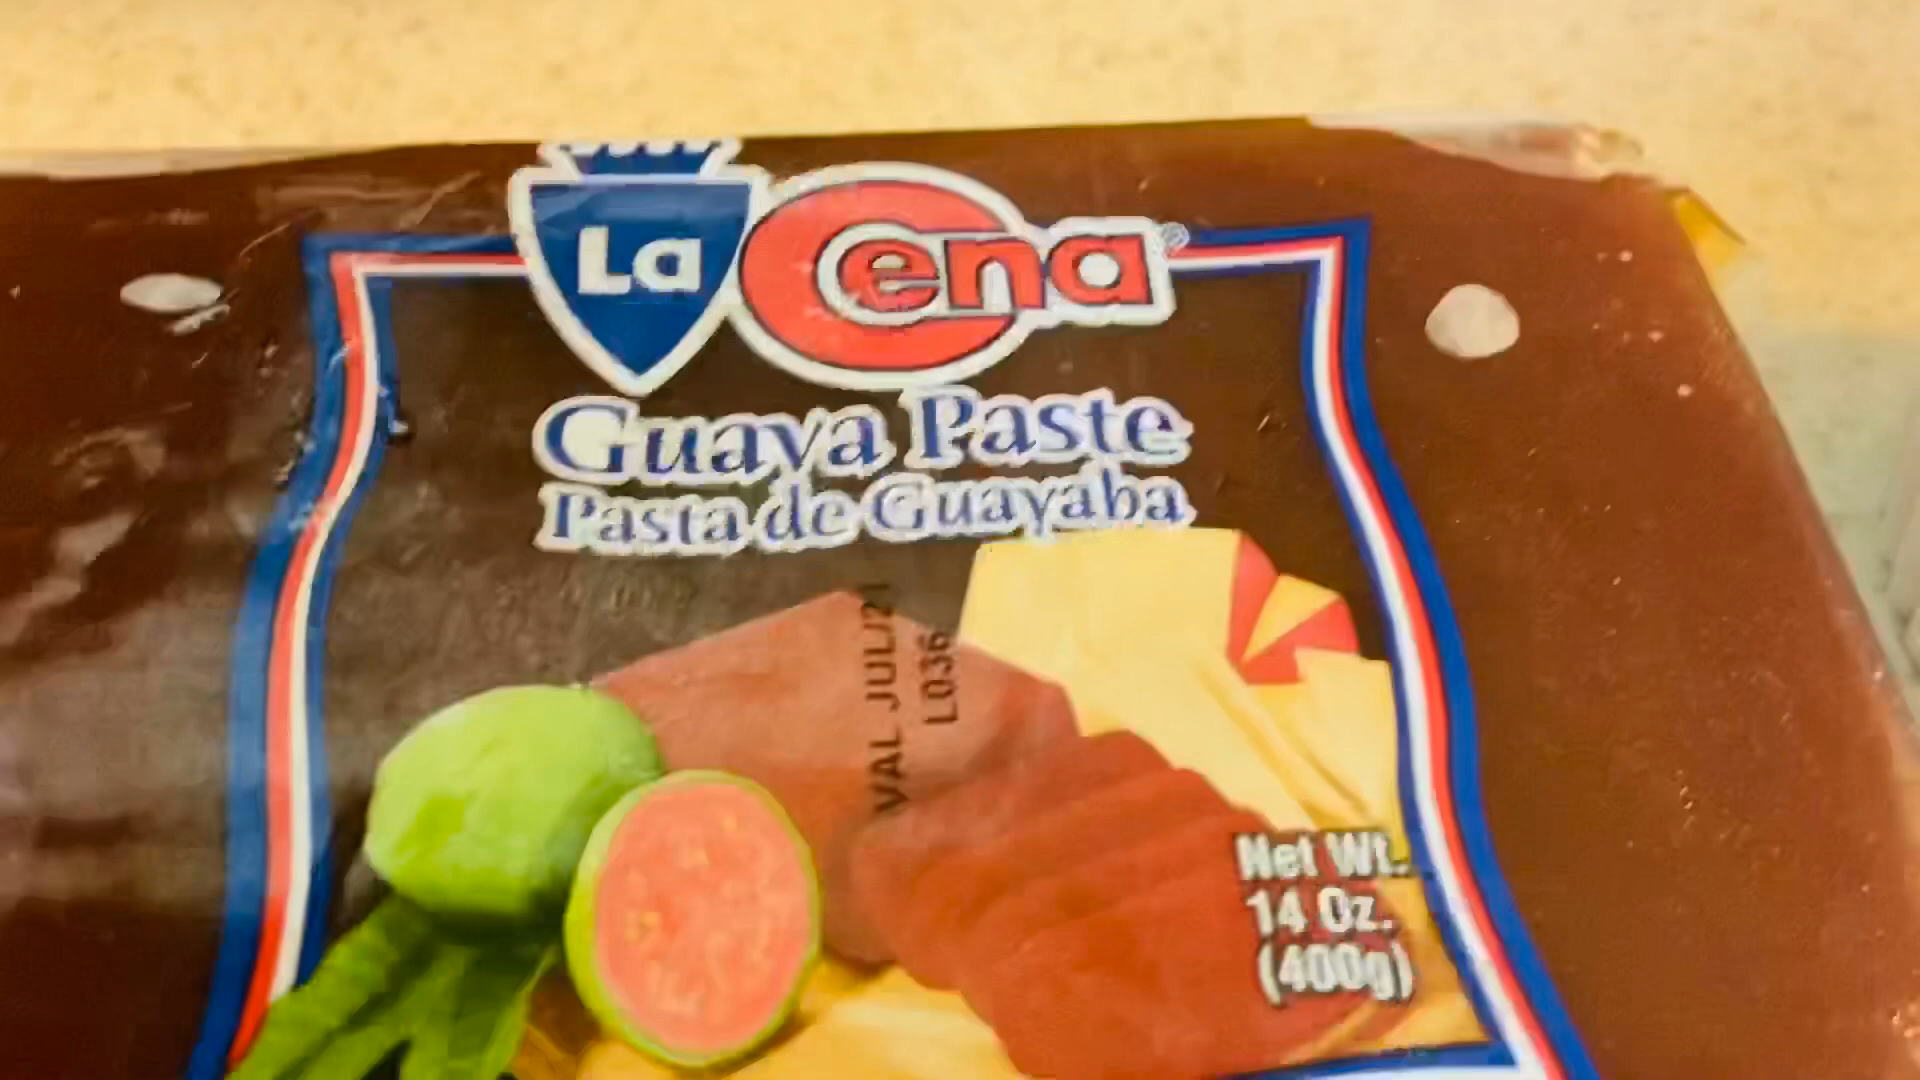 La Cena®
Guava Paste
Pasta de Guayaba
VAL JUL/21
L036
Net Wt.
14 Oz.
(400g)